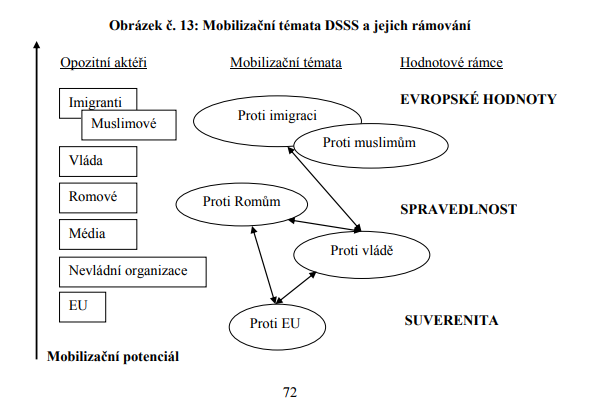 Obrázek č. 13: Mobilizační témata DSSS a jejich rámování
Opozitní aktéři
Mobilizační témata
Hodnotové rámce
Imigranti
Muslimové
Vláda
Romové
Média
Nevládní organizace
EU
Proti imigraci
Proti muslimům
Proti Romům
Proti vládě
Proti EU
EVROPSKÉ HODNOTY
SPRAVEDLNOST
SUVERENITA
Mobilizační potenciál
72